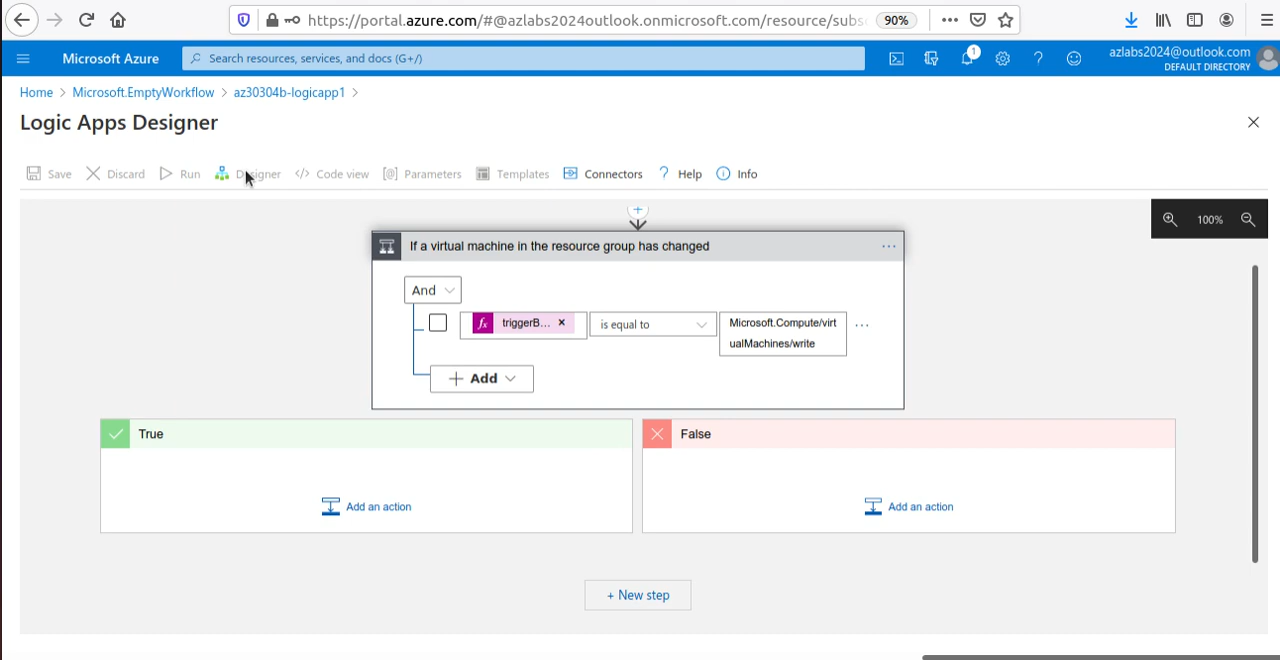 https://portal.azure.com/#@azlabs2024outlook.onmicrosoft.com/resource/subs
90%
Microsoft Azure
Search resources, services, and docs (G+/)
1
azlabs2024@outlook.com
DEFAULT DIRECTORY
Home > Microsoft.EmptyWorkflow > az30304b-logicapp1 >
Logic Apps Designer
Save Discard Run Designer Code view Parameters Templates Connectors ? Help Info
100%
If a virtual machine in the resource group has changed
And
fx triggerB... × is equal to Microsoft.Compute/virt
ualMachines/write
+ Add
True
False
Add an action
Add an action
+ New step